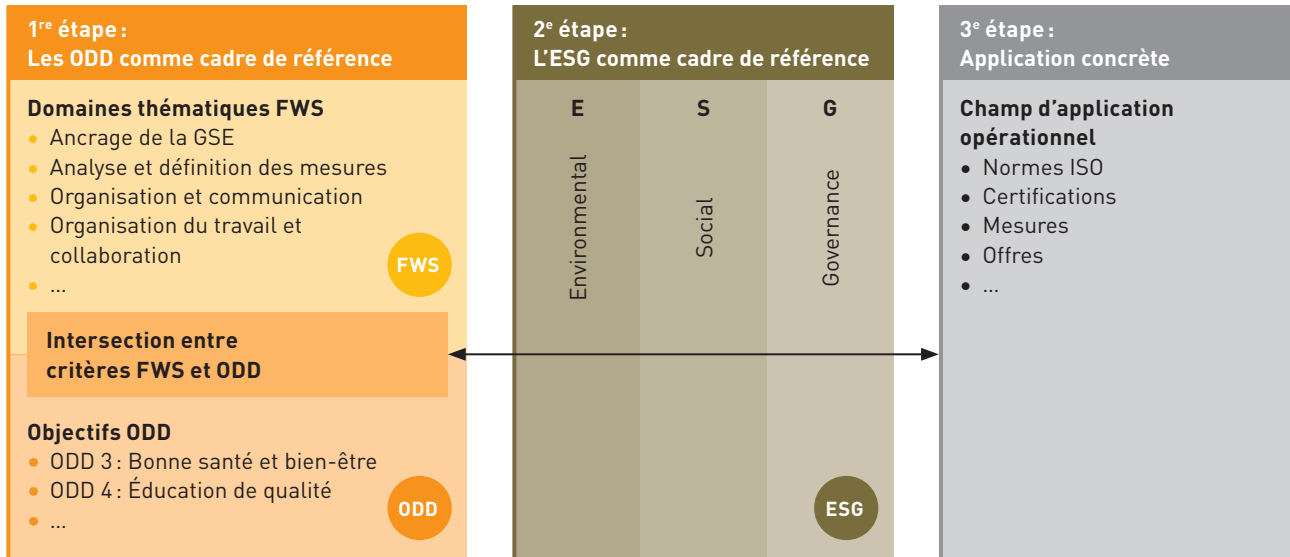 1re étape :
Les ODD comme cadre de référence
Domaines thématiques FWS
• Ancrage de la GSE
• Analyse et définition des mesures
• Organisation et communication
• Organisation du travail et
collaboration
• ...
FWS
Intersection entre
critères FWS et ODD
Objectifs ODD
• ODD 3 : Bonne santé et bien-être
• ODD 4 : Éducation de qualité
• ...
ODD
2e étape :
L’ESG comme cadre de référence
E
Environmental
S
Social
G
Governance
ESG
3e étape :
Application concrète
Champ d’application
opérationnel
• Normes ISO
• Certifications
• Mesures
• Offres
• ...